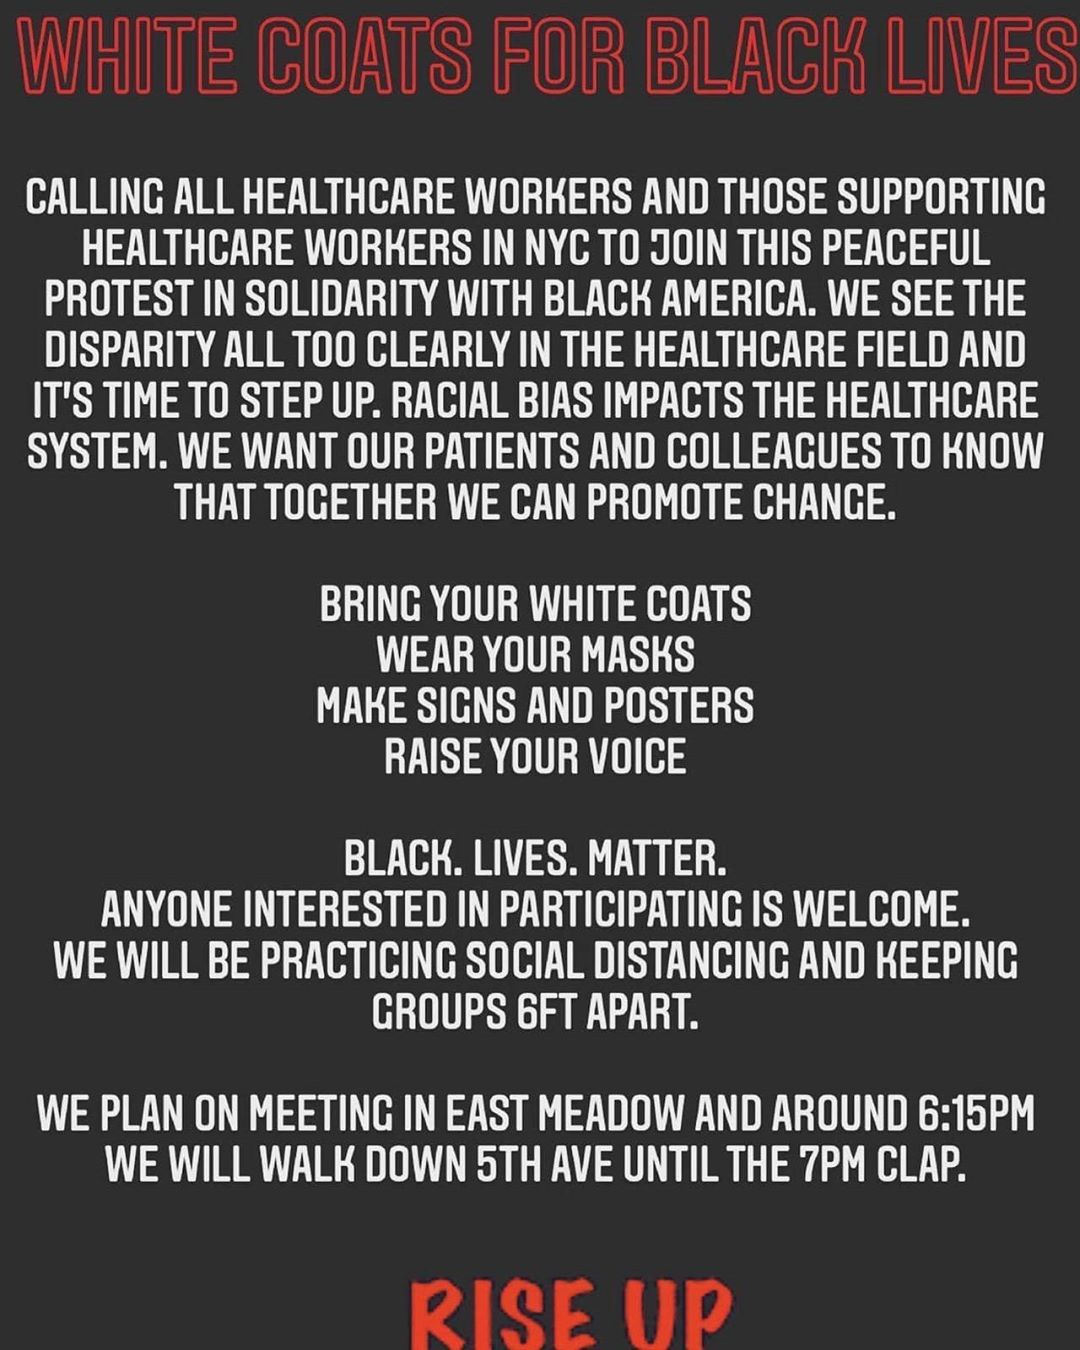 WHITE COATS FOR BLACK LIVES
CALLING ALL HEALTHCARE WORKERS AND THOSE SUPPORTING
HEALTHCARE WORKERS IN NYC TO JOIN THIS PEACEFUL
PROTEST IN SOLIDARITY WITH BLACK AMERICA. WE SEE THE
DISPARITY ALL TOO CLEARLY IN THE HEALTHCARE FIELD AND
IT'S TIME TO STEP UP. RACIAL BIAS IMPACTS THE HEALTHCARE
SYSTEM. WE WANT OUR PATIENTS AND COLLEAGUES TO KNOW
THAT TOGETHER WE CAN PROMOTE CHANGE.
BRING YOUR WHITE COATS
WEAR YOUR MASKS
MAKE SIGNS AND POSTERS
RAISE YOUR VOICE
BLACK. LIVES. MATTER.
ANYONE INTERESTED IN PARTICIPATING IS WELCOME.
WE WILL BE PRACTICING SOCIAL DISTANCING AND KEEPING
GROUPS 6FT APART.
WE PLAN ON MEETING IN EAST MEADOW AND AROUND 6:15PM
WE WILL WALK DOWN 5TH AVE UNTIL THE 7PM CLAP.
RISE UP